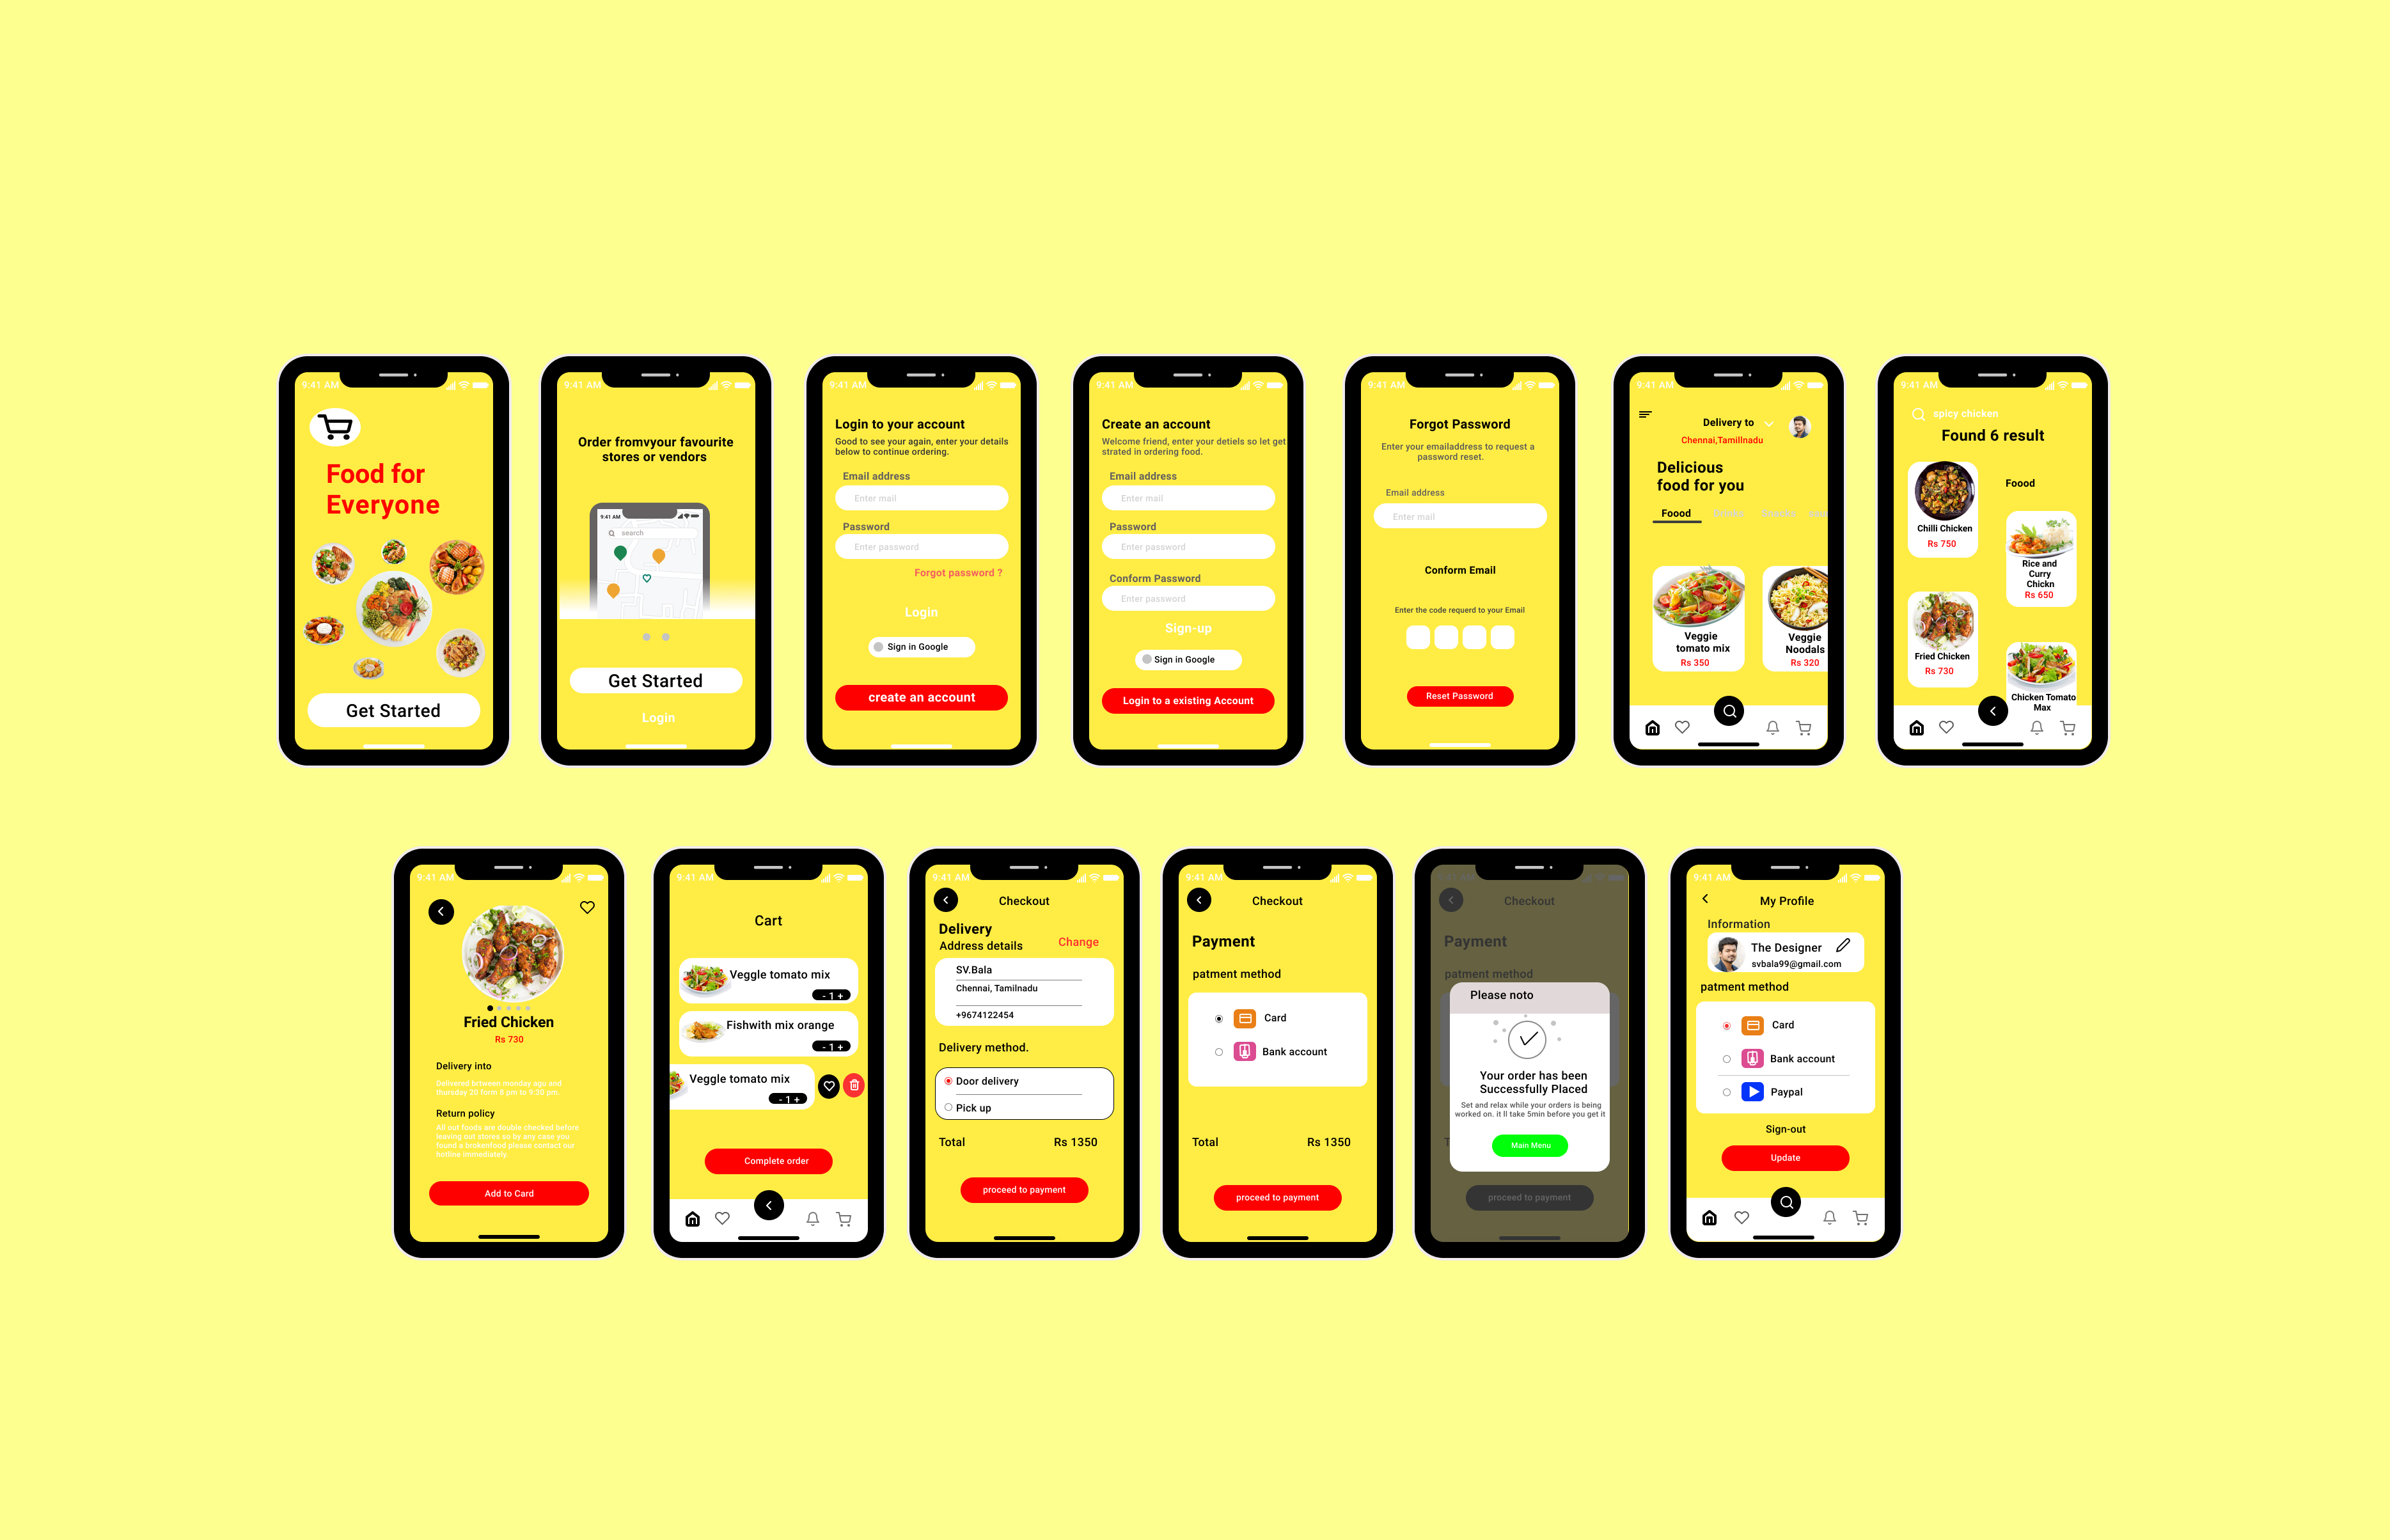 9:41 AM
Food for
Everyone
Get Started
9:41 AM
Order fromvyour favourite
stores or vendors
9:41 AM
search
Get Started
Login
9:41 AM
Login to your account
Good to see your again, enter your details
below to continue ordering.
Email address
Enter mail
Password
Enter password
Forgot password ?
Login
Sign in Google
create an account
9:41 AM
Create an account
Welcome friend, enter your detiels so let get
strated in ordering food.
Email address
Enter mail
Password
Enter password
Conform Password
Enter password
Sign-up
Sign in Google
Login to a existing Account
9:41 AM
Forgot Password
Enter your emailaddress to request a
password reset.
Email address
Enter mail
Conform Email
Enter the code requerd to your Email
Reset Password
9:41 AM
Delivery to
Chennai,Tamillnadu
Delicious
food for you
Foood Drinks Snacks
Veggie
tomato mix
Rs 350
Veggie
Noodals
Rs 320
9:41 AM
spicy chicken
Found 6 result
Chilli Chicken
Rs 750
Foood
Rice and
Curry
Chickn
Rs 650
Fried Chicken
Rs 730
Chicken Tomato
Max
9:41 AM
Fried Chicken
Rs 730
Delivery into
Delivered brtween monday agu and
thursday 20 form 8 pm to 9:30 pm.
Return policy
All out foods are double checked before
leaving out stores so by any case you
found a brokenfood please contact our
hotline immediately.
Add to Card
9:41 AM
Cart
Veggle tomato mix
- 1 +
Fishwith mix orange
- 1 +
Veggle tomato mix
- 1 +
Complete order
9:41 AM
Checkout
Delivery
Address details
Change
SV.Bala
Chennai, Tamilnadu
+9674122454
Delivery method.
Door delivery
Pick up
Total Rs 1350
proceed to payment
9:41 AM
Checkout
Payment
patment method
Card
Bank account
Total Rs 1350
proceed to payment
9:41 AM
Checkout
Payment
patment method
Please noto
Your order has been
Successfully Placed
Set and relax while your orders is being
worked on. it ll take 5min before you get it
Main Menu
T
proceed to payment
9:41 AM
My Profile
Information
The Designer
svbala99@gmail.com
patment method
Card
Bank account
Paypal
Sign-out
Update